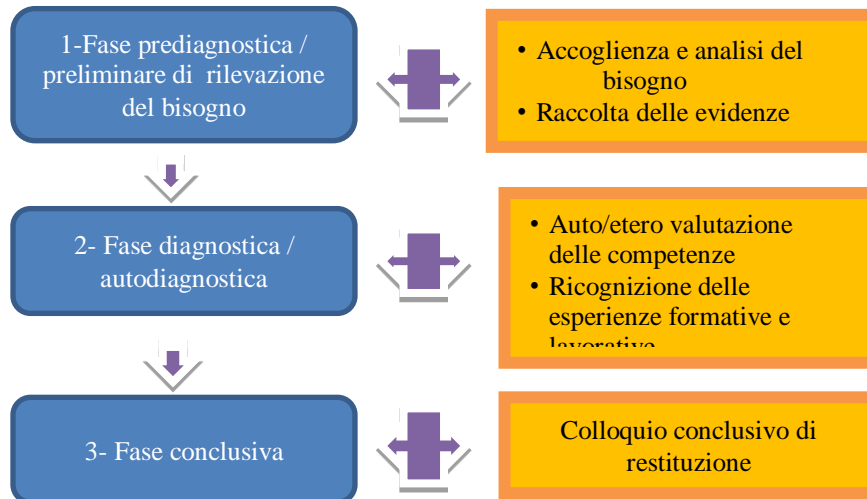 1-Fase prediagnostica /
preliminare di rilevazione
del bisogno
• Accoglienza e analisi del
bisogno
• Raccolta delle evidenze
2- Fase diagnostica /
autodiagnostica
• Auto/etero valutazione
delle competenze
• Ricognizione delle
esperienze formative e
lavorative
3- Fase conclusiva
Colloquio conclusivo di
restituzione